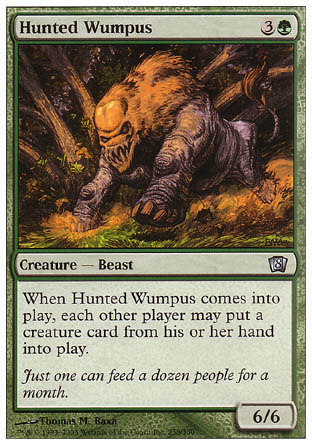 Hunted Wumpus 3
Creature — Beast 8
When Hunted Wumpus comes into
play, each other player may put a
creature card from his or her hand
into play.
Just one can feed a dozen people for a
month.
Thomas M. Baxa
6/6